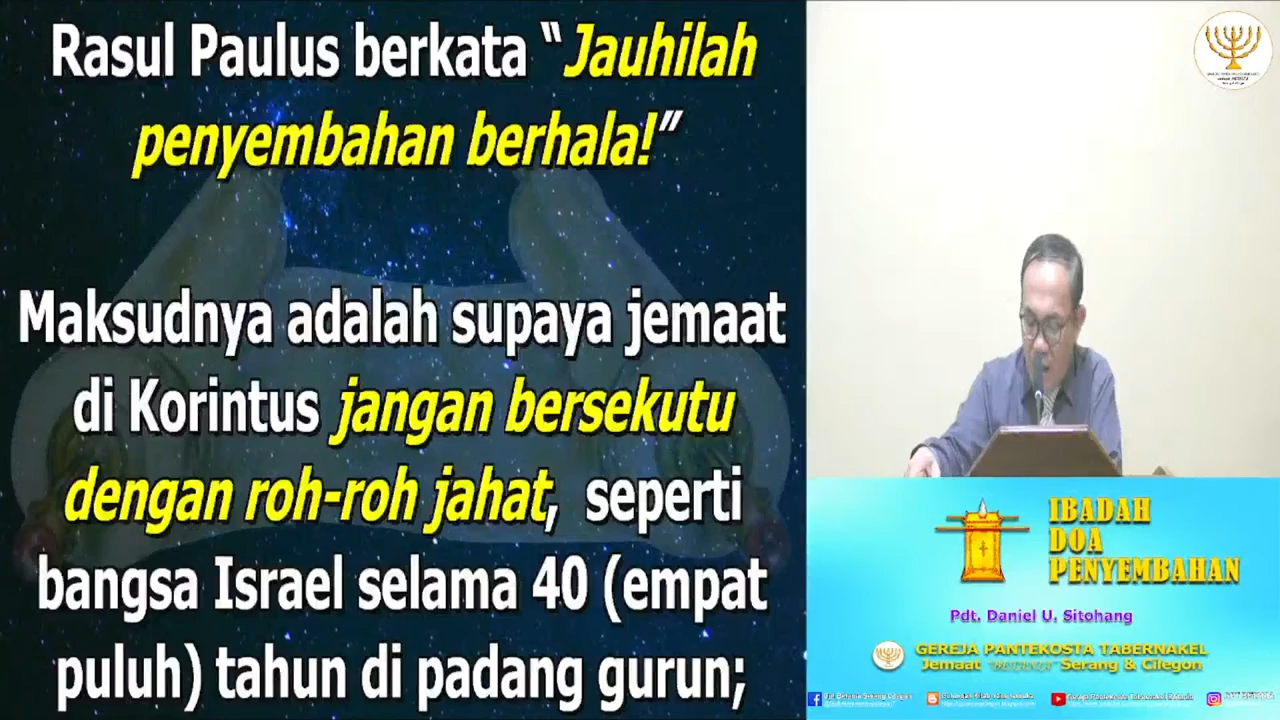 Rasul Paulus berkata “Jauhilah
penyembahan berhala!”
Maksudnya adalah supaya jemaat
di Korintus jangan bersekutu
dengan roh-roh jahat, seperti
bangsa Israel selama 40 (empat
puluh) tahun di padang gurun;
IBADAH
DOA
PENYEMBAHAN
Pdt. Daniel U. Sitohang
GEREJA PANTEKOSTA TABERNAKEL
Jemaat "BETANIA" Serang & Cilegon